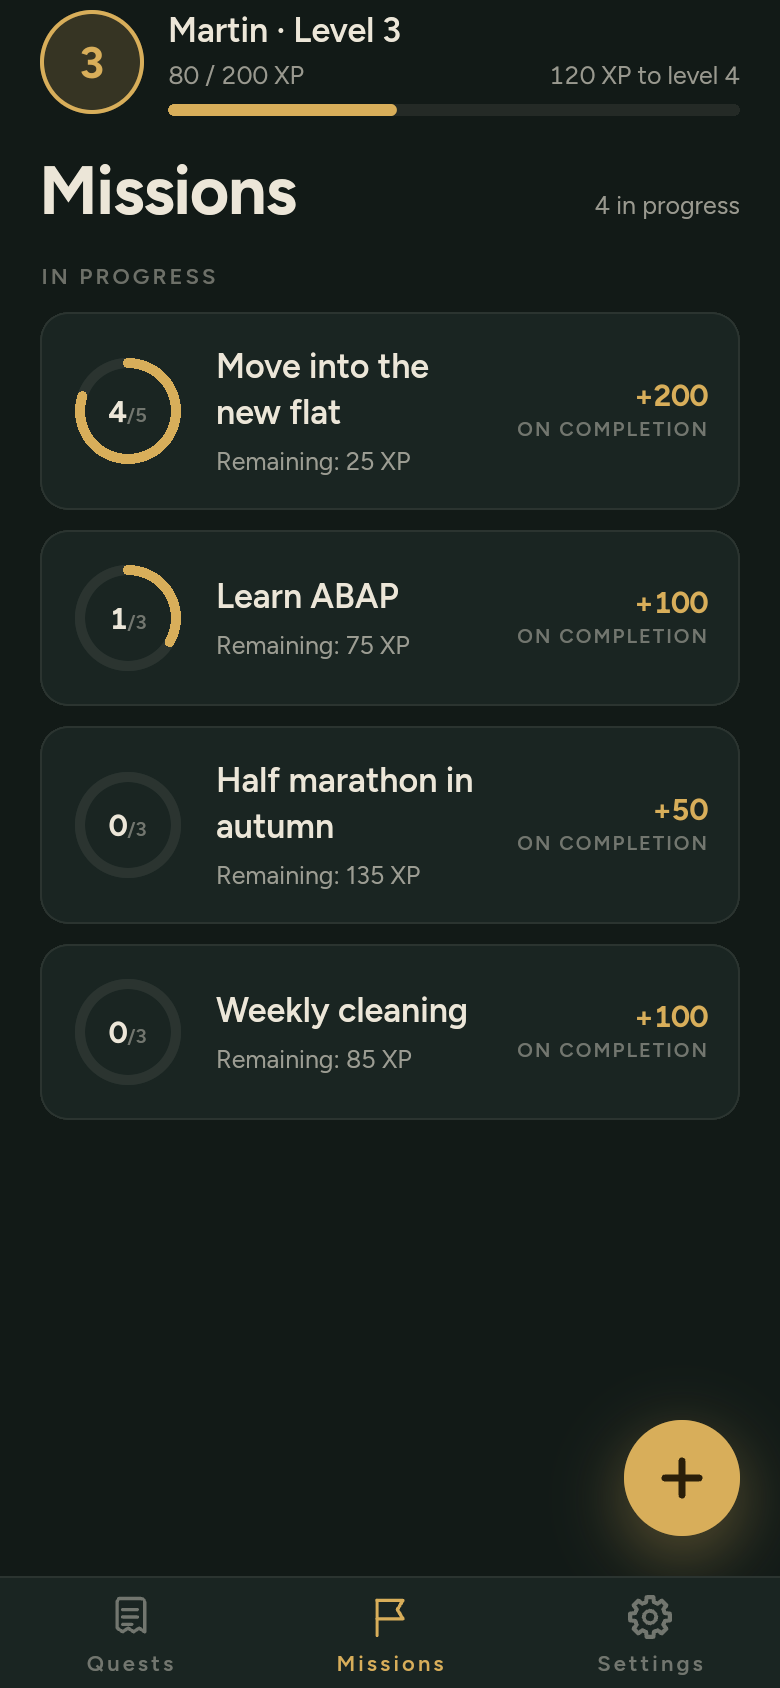 3
Martin · Level 3
80 / 200 XP
120 XP to level 4
Missions
4 in progress
IN PROGRESS
4/5
Move into the
new flat
Remaining: 25 XP
+200
ON COMPLETION
1/3
Learn ABAP
Remaining: 75 XP
+100
ON COMPLETION
0/3
Half marathon in
autumn
Remaining: 135 XP
+50
ON COMPLETION
0/3
Weekly cleaning
Remaining: 85 XP
+100
ON COMPLETION
Quests
Missions
Settings